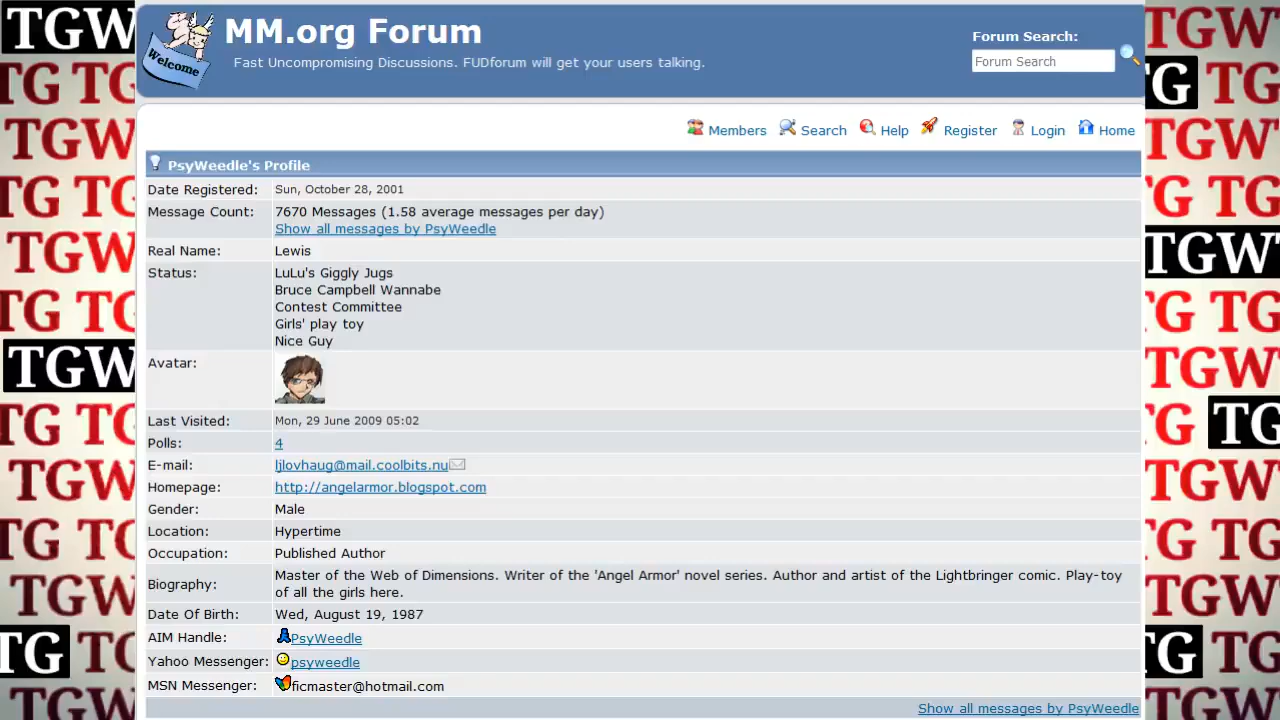 Welcome
MM.org Forum
Fast Uncompromising Discussions. FUDforum will get your users talking.
Forum Search:
Forum Search
Members
Search
Help
Register
Login
Home
PsyWeedle's Profile
Date Registered: Sun, October 28, 2001
Message Count: 7670 Messages (1.58 average messages per day)
Show all messages by PsyWeedle
Real Name: Lewis
Status: LuLu's Giggly Jugs
Bruce Campbell Wannabe
Contest Committee
Girls' play toy
Nice Guy
Avatar:
Last Visited: Mon, 29 June 2009 05:02
Polls: 4
E-mail: ljlovhaug@mail.coolbits.nu
Homepage: http://angelarmor.blogspot.com
Gender: Male
Location: Hypertime
Occupation: Published Author
Biography: Master of the Web of Dimensions. Writer of the 'Angel Armor' novel series. Author and artist of the Lightbringer comic. Play-toy
of all the girls here.
Date Of Birth: Wed, August 19, 1987
AIM Handle: PsyWeedle
Yahoo Messenger: psyweedle
MSN Messenger: ficmaster@hotmail.com
Show all messages by PsyWeedle